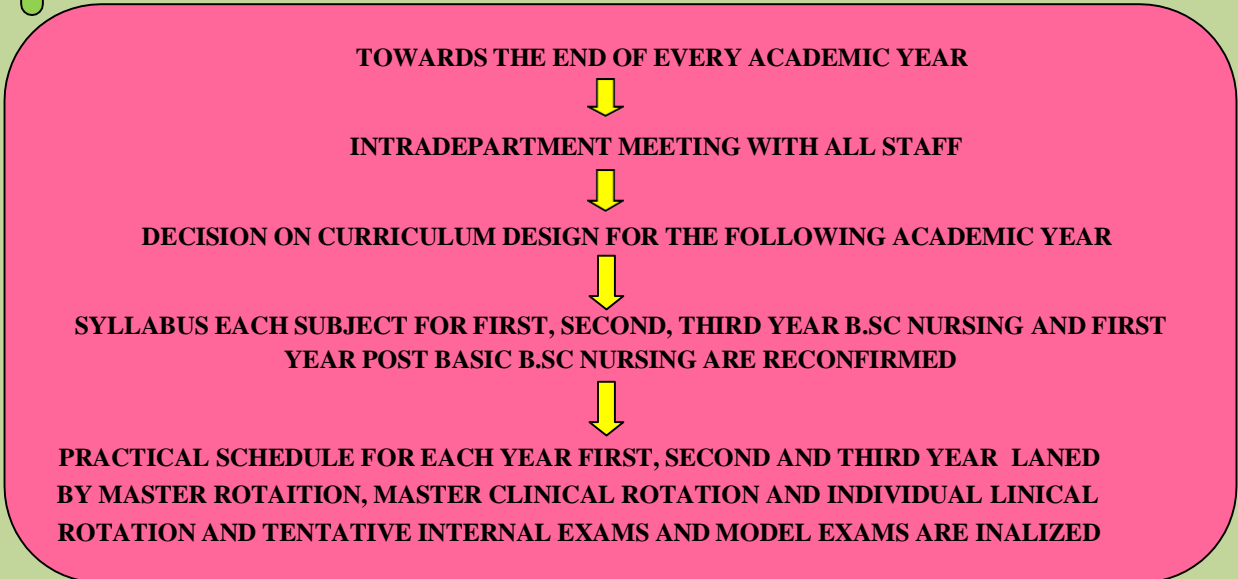 TOWARDS THE END OF EVERY ACADEMIC YEAR
INTRADEPARTMENT MEETING WITH ALL STAFF
DECISION ON CURRICULUM DESIGN FOR THE FOLLOWING ACADEMIC YEAR
SYLLABUS EACH SUBJECT FOR FIRST, SECOND, THIRD YEAR B.SC NURSING AND FIRST
YEAR POST BASIC B.SC NURSING ARE RECONFIRMED
PRACTICAL SCHEDULE FOR EACH YEAR FIRST, SECOND AND THIRD YEAR LANED
BY MASTER ROTAITION, MASTER CLINICAL ROTATION AND INDIVIDUAL LINICAL
ROTATION AND TENTATIVE INTERNAL EXAMS AND MODEL EXAMS ARE INALIZED